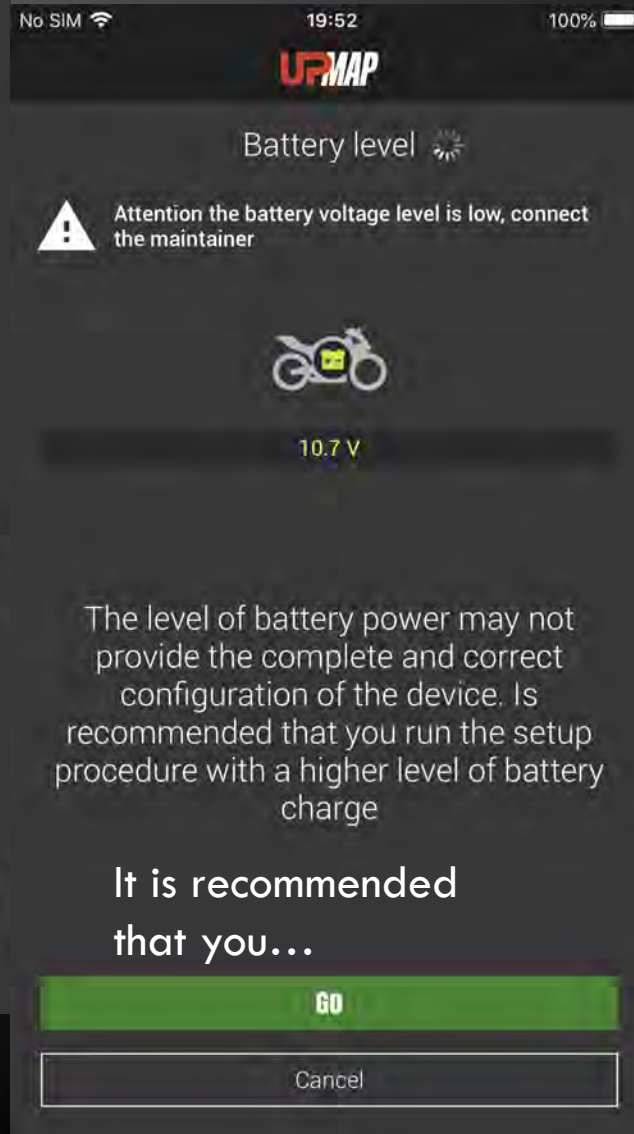 No SIM 19:52 100%
UPMAP
Battery level
Attention the battery voltage level is low, connect
the maintainer
10.7 V
The level of battery power may not
provide the complete and correct
configuration of the device. Is
recommended that you run the setup
procedure with a higher level of battery
charge
It is recommended
that you…
GO
Cancel